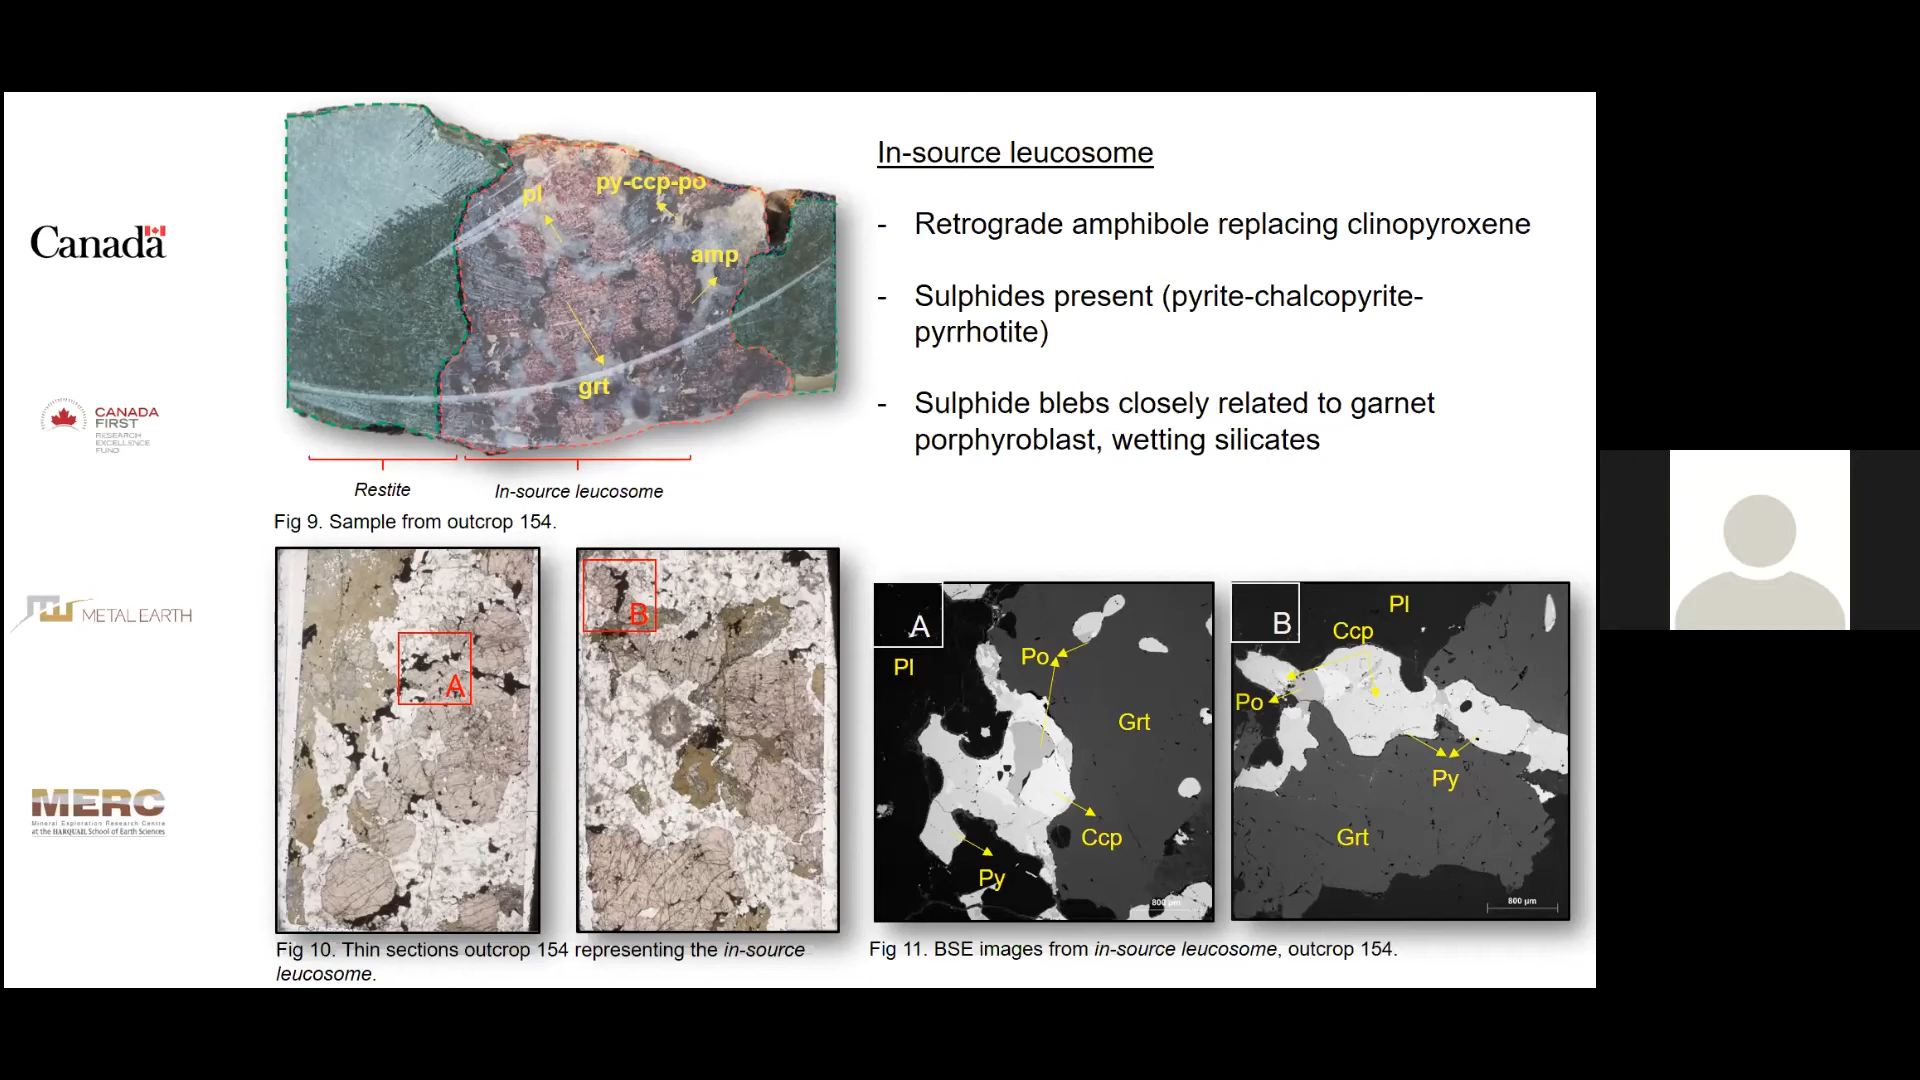 In-source leucosome
- Retrograde amphibole replacing clinopyroxene
- Sulphides present (pyrite-chalcopyrite-
pyrrhotite)
- Sulphide blebs closely related to garnet
porphyroblast, wetting silicates
pl
py-ccp-po
amp
grt
Restite
In-source leucosome
Fig 9. Sample from outcrop 154.
A
B
Fig 10. Thin sections outcrop 154 representing the in-source
leucosome.
A
Pl
Po
Grt
Ccp
Py
800 µm
B
Pl
Ccp
Po
Py
Grt
800 µm
Fig 11. BSE images from in-source leucosome, outcrop 154.
Canada
CANADA
FIRST
RESEARCH
EXCELLENCE
FUND
METAL EARTH
MERC
Mineral Exploration Research Centre
at the HARQUAIL School of Earth Sciences